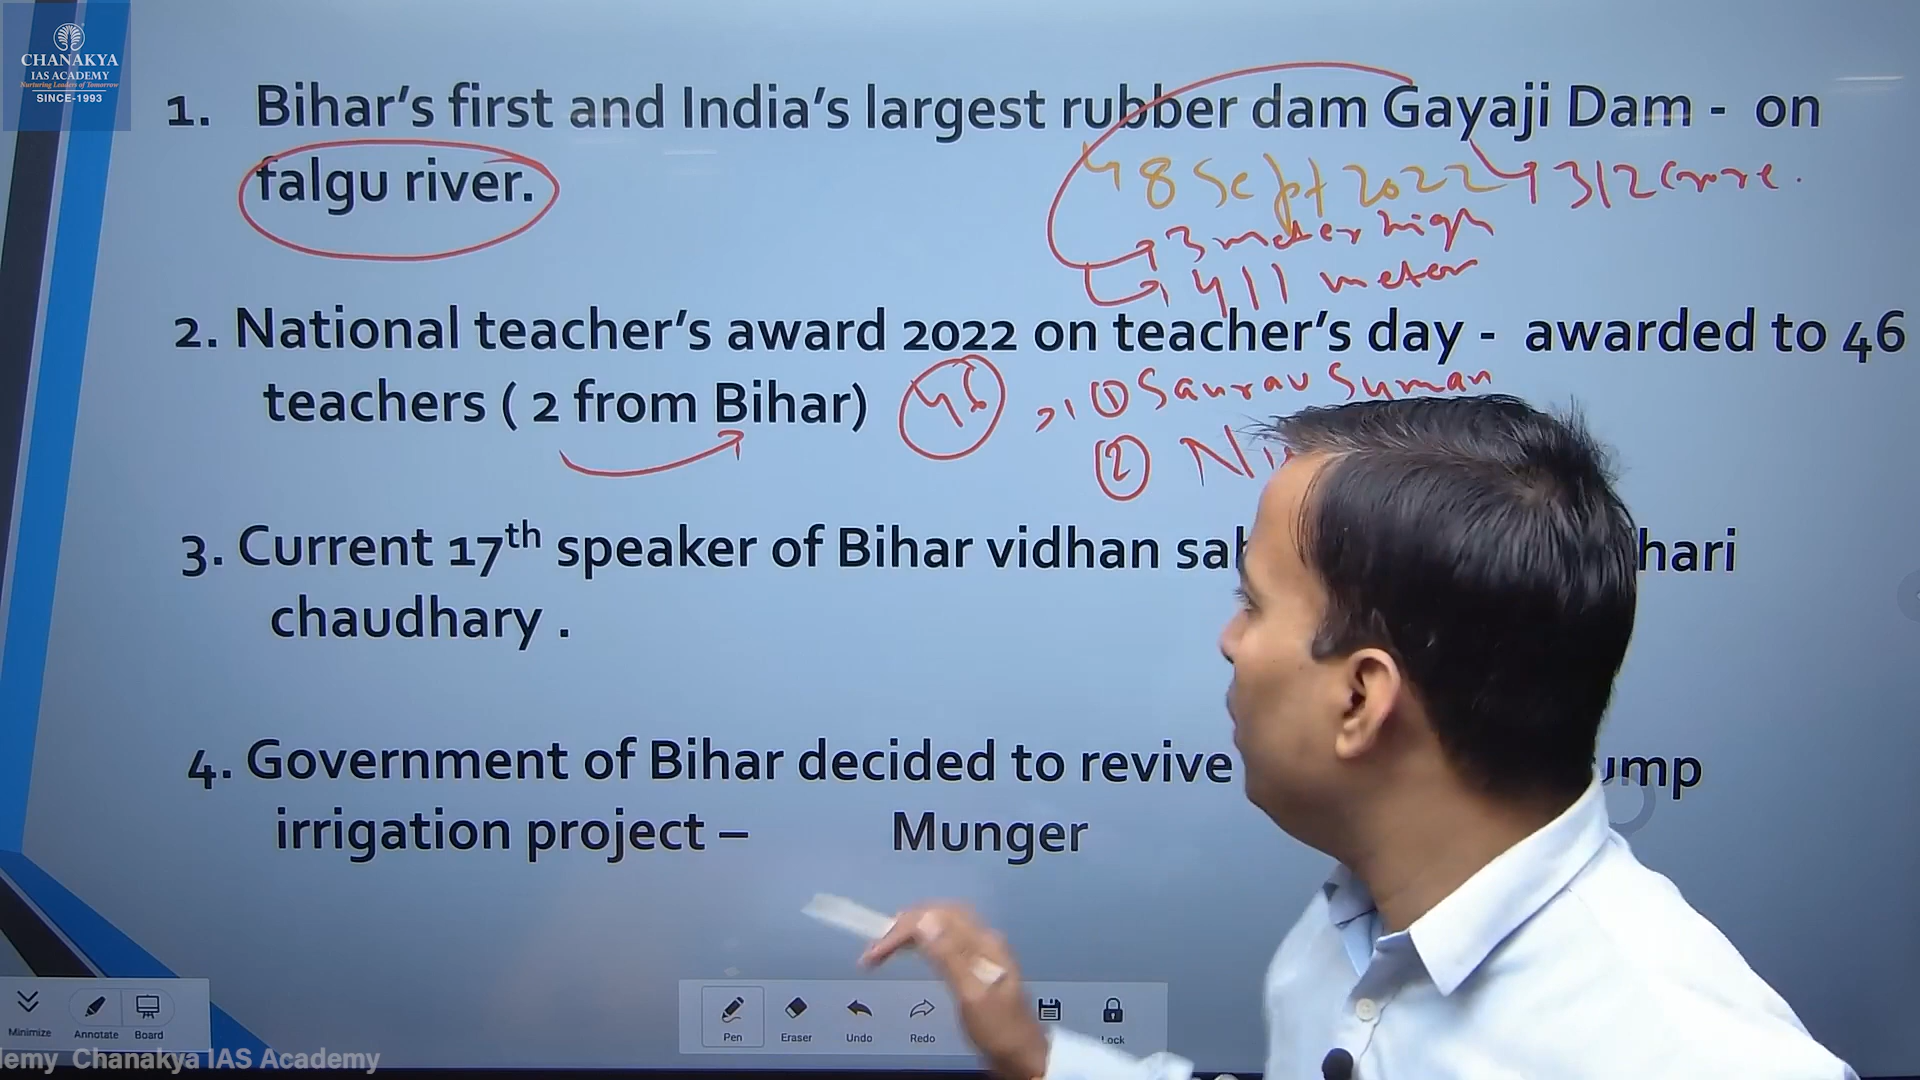 CHANAKYA
IAS ACADEMY
Nurturing Leaders of Tomorrow
SINCE-1993
1. Bihar's first and India's largest rubber dam Gayaji Dam - on
falgu river.
8 Sept 2022
312 crore.
3 meter high
411 meter
2. National teacher's award 2022 on teacher's day - awarded to 46
teachers ( 2 from Bihar)
46
① Saurav Suman
②
3. Current 17th speaker of Bihar vidhan
hari
chaudhary .
4. Government of Bihar decided to revive
irrigation project – Munger
Minimize
Annotate
Board
Pen
Eraser
Undo
Redo
Chanakya IAS Academy